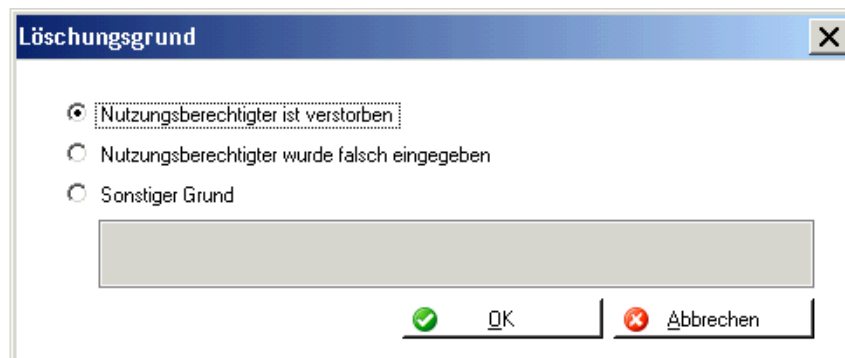 Löschungsgrund
Nutzungsberechtigter ist verstorben
Nutzungsberechtigter wurde falsch eingegeben
Sonstiger Grund
OK
Abbrechen